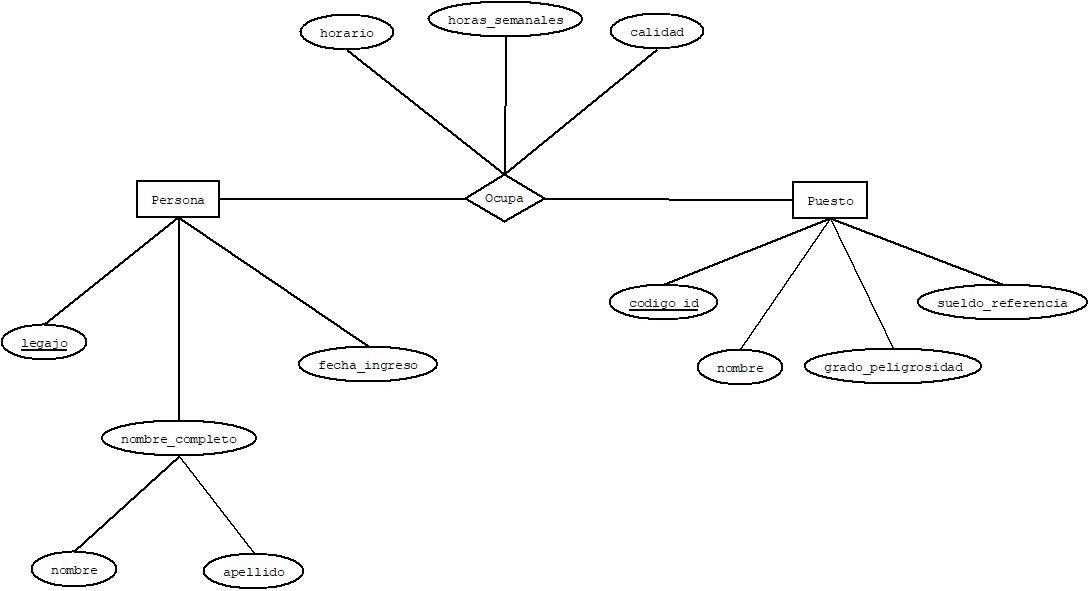 horario
horas_semanales
calidad
Persona
Ocupa
Puesto
legajo
fecha_ingreso
codigo_id
sueldo_referencia
nombre
grado_peligrosidad
nombre_completo
nombre
apellido